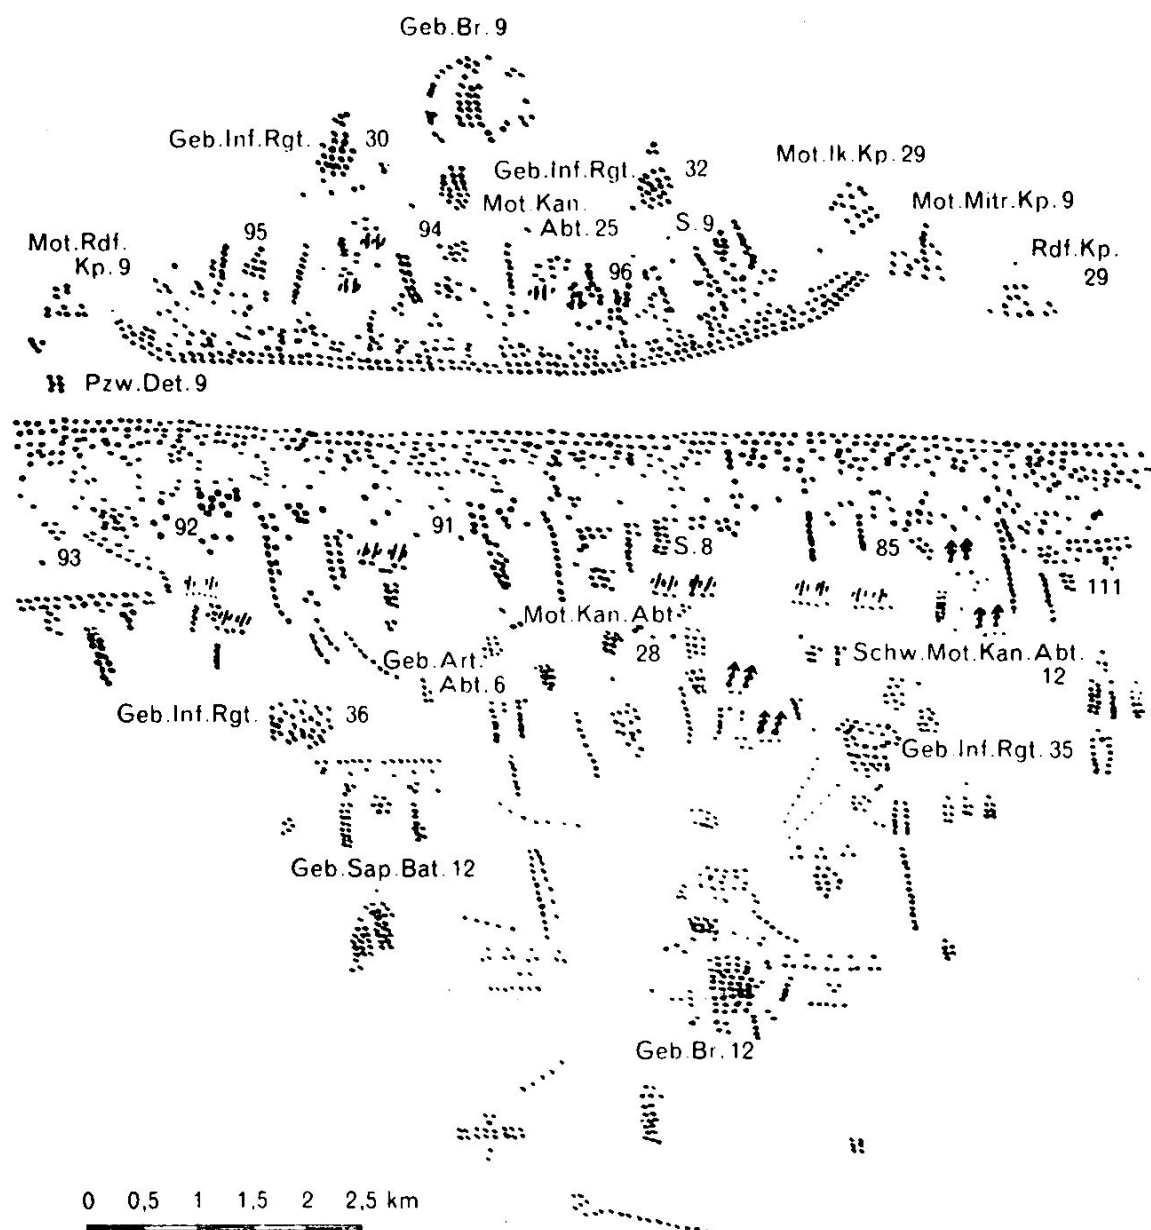 Geb.Br.9
Geb.Inf.Rgt. 30
Geb.Inf.Rgt. 32
Mot.Ik.Kp.29
Mot.Kan.
Abt.25
Mot.Mitr.Kp.9
Mot.Rdf.
Kp.9
95
94
S.9
96
Rdf.Kp.
29
Pzw.Det.9
93
92
91
S.8
85
111
Mot.Kan.Abt.
28
Geb.Art.
Abt.6
Schw.Mot.Kan.Abt.
12
Geb.Inf.Rgt. 36
Geb.Inf.Rgt.35
Geb.Sap.Bat.12
Geb.Br.12
0 0,5 1 1,5 2 2,5 km